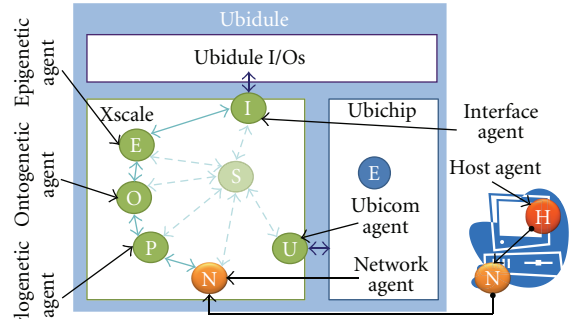 Ubidule
Ubidule I/Os
Epigenetic
agent
Ontogenetic
agent
agent
Xscale
Ubichip
I
E
O
P
S
U
N
E
Interface
agent
Host agent
Ubicom
agent
Network
agent
H
N